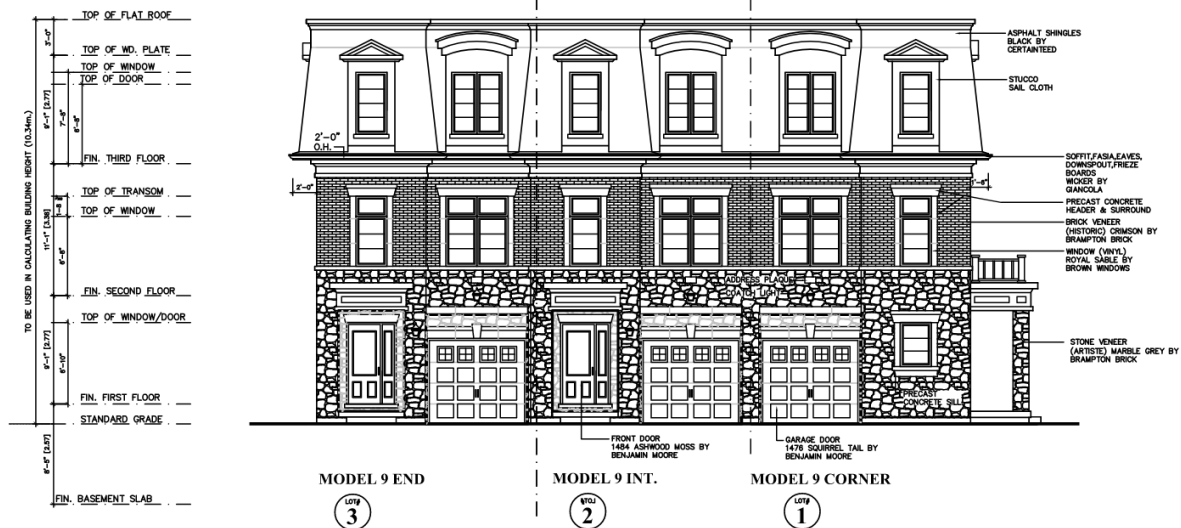 TOP OF FLAT ROOF
3'-0"
TOP OF WD. PLATE
TOP OF WINDOW
TOP OF DOOR
9'-1" [2.77]
7'-8"
6'-8"
FIN. THIRD FLOOR
TOP OF TRANSOM
TOP OF WINDOW
11'-1" [3.38]
6'-8"
FIN. SECOND FLOOR
TOP OF WINDOW/DOOR
9'-1" [2.77]
6'-10"
FIN. FIRST FLOOR
STANDARD GRADE
8'-5" [2.57]
FIN. BASEMENT SLAB
TO BE USED IN CALCULATING BUILDING HEIGHT (10.34m.)
2'-0"
O.H.
2'-0"
1'-6"
ADDRESS PLAQUE
COATCH LIGHT
PRECAST
CONCRETE SILL
ASPHALT SHINGLES
BLACK BY
CERTAINTEED
STUCCO
SAIL CLOTH
SOFFIT,FASIA,EAVES,
DOWNSPOUT,FRIEZE
BOARDS
WICKER BY
GIANCOLA
PRECAST CONCRETE
HEADER & SURROUND
BRICK VENEER
(HISTORIC) CRIMSON BY
BRAMPTON BRICK
WINDOW (VINYL)
ROYAL SABLE BY
BROWN WINDOWS
STONE VENEER
(ARTISTE) MARBLE GREY BY
BRAMPTON BRICK
FRONT DOOR
1484 ASHWOOD MOSS BY
BENJAMIN MOORE
GARAGE DOOR
1476 SQUIRREL TAIL BY
BENJAMIN MOORE
MODEL 9 END
LOT#
3
MODEL 9 INT.
LOT#
2
MODEL 9 CORNER
LOT#
1